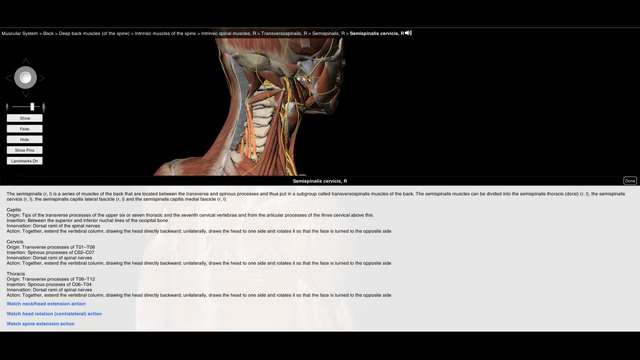 Muscular System > Back > Deep back muscles (of the spine) > Intrinsic muscles of the spine > Intrinsic spinal muscles, R > Transversospinalis, R > Semispinalis, R > Semispinalis cervicis, R
Show
Fade
Hide
Show Pins
Landmarks On
Semispinalis cervicis, R
Done
The semispinalis (r, l) is a series of muscles of the back that are located between the transverse and spinous processes and thus put in a subgroup called transversospinalis muscles of the back. The semispinalis muscles can be divided into the semispinalis thoracis (dorsi) (r, l), the semispinalis
cervicis (r, l), the semispinalis capitis lateral fascicle (r, l) and the semispinalis capitis medial fascicle (r, l).
Capitis
Origin: Tips of the transverse processes of the upper six or seven thoracic and the seventh cervical vertebrae and from the articular processes of the three cervical above this.
Insertion: Between the superior and inferior nuchal lines of the occipital bone
Innervation: Dorsal rami of the spinal nerves
Action: Together, extend the vertebral column, drawing the head directly backward; unilaterally, draws the head to one side and rotates it so that the face is turned to the opposite side
Cervicis
Origin: Transverse processes of T01–T06
Insertion: Spinous processes of C02–C07
Innervation: Dorsal rami of spinal nerves
Action: Together, extend the vertebral column, drawing the head directly backward; unilaterally, draws the head to one side and rotates it so that the face is turned to the opposite side
Thoracis
Origin: Transverse processes of T06–T12
Insertion: Spinous processes of C06–T04
Innervation: Dorsal rami of spinal nerves
Action: Together, extend the vertebral column, drawing the head directly backward; unilaterally, draws the head to one side and rotates it so that the face is turned to the opposite side
Watch neck/head extension action
Watch head rotation (contralateral) action
Watch spine extension action